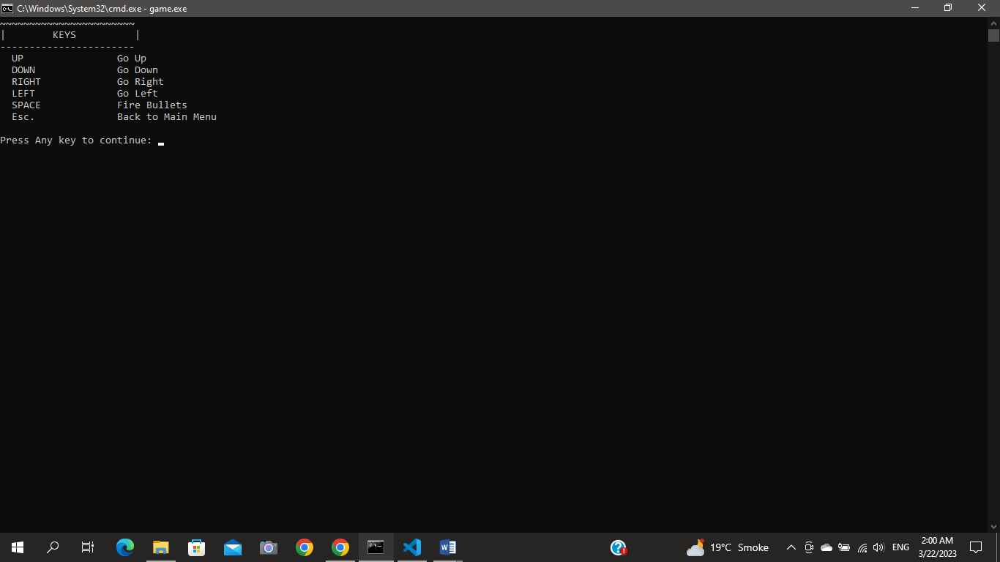 C:\Windows\System32\cmd.exe - game.exe
~~~~~~~~~~~~~~~~~~~~~~~
|        KEYS          |
-----------------------
  UP                Go Up
  DOWN              Go Down
  RIGHT             Go Right
  LEFT              Go Left
  SPACE             Fire Bullets
  Esc.              Back to Main Menu
Press Any key to continue:
19°C Smoke
ENG
2:00 AM
3/22/2023